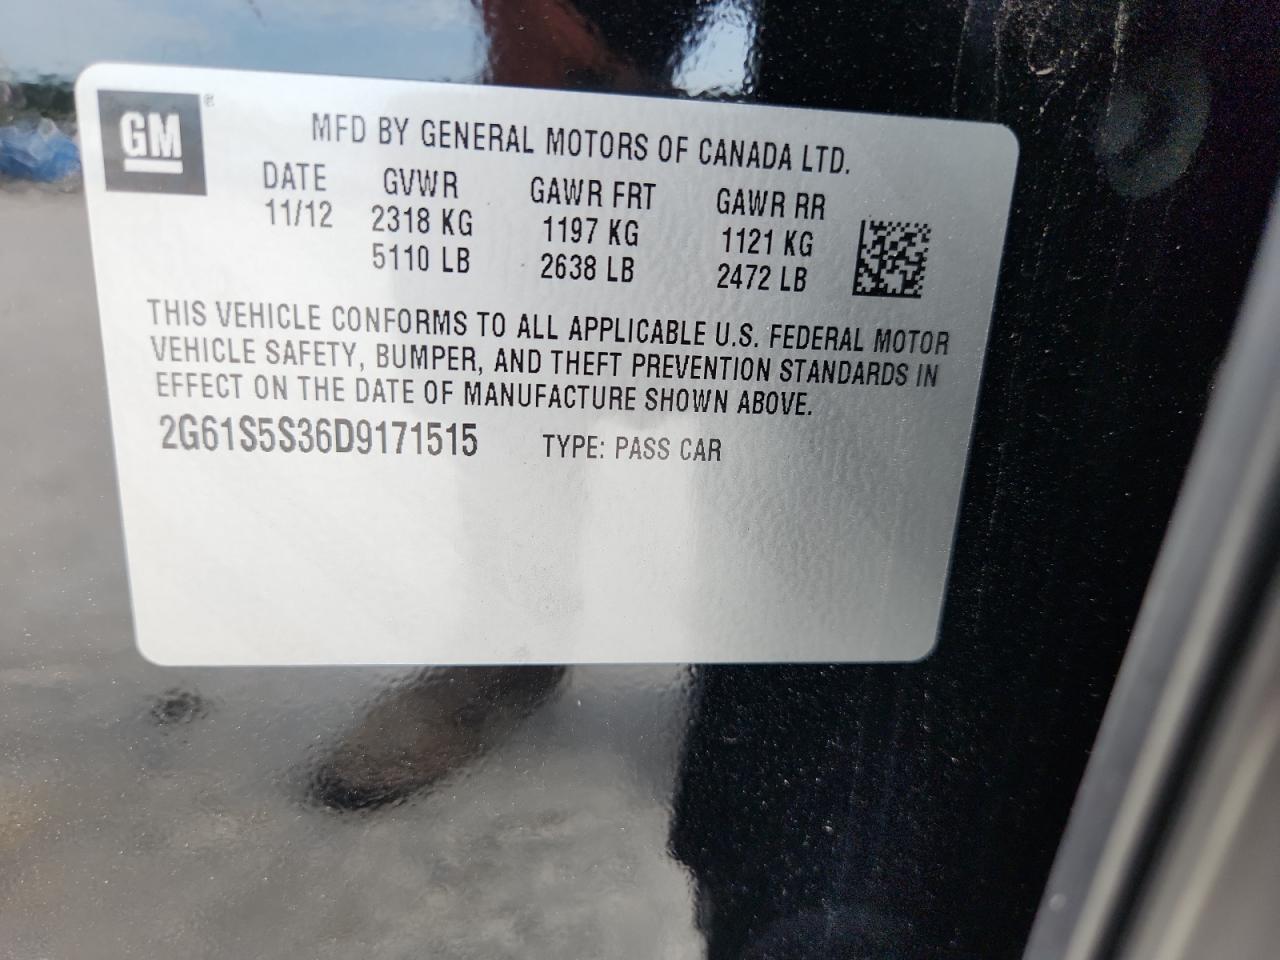 GM ®
MFD BY GENERAL MOTORS OF CANADA LTD.
DATE GVWR GAWR FRT GAWR RR
11/12 2318 KG 1197 KG 1121 KG
5110 LB 2638 LB 2472 LB
THIS VEHICLE CONFORMS TO ALL APPLICABLE U.S. FEDERAL MOTOR
VEHICLE SAFETY, BUMPER, AND THEFT PREVENTION STANDARDS IN
EFFECT ON THE DATE OF MANUFACTURE SHOWN ABOVE.
2G61S5S36D9171515 TYPE: PASS CAR